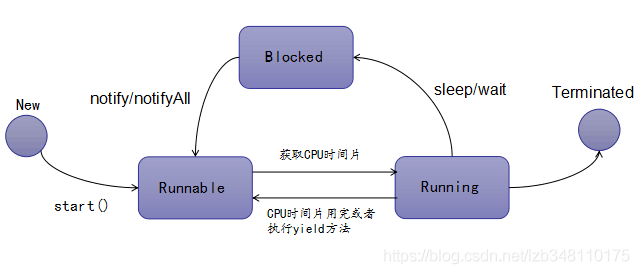 Blocked
New
notify/notifyAll
sleep/wait
Terminated
获取CPU时间片
Runnable
Running
start()
CPU时间片用完或者
执行yield方法
https://blog.csdn.net/lzb348110175